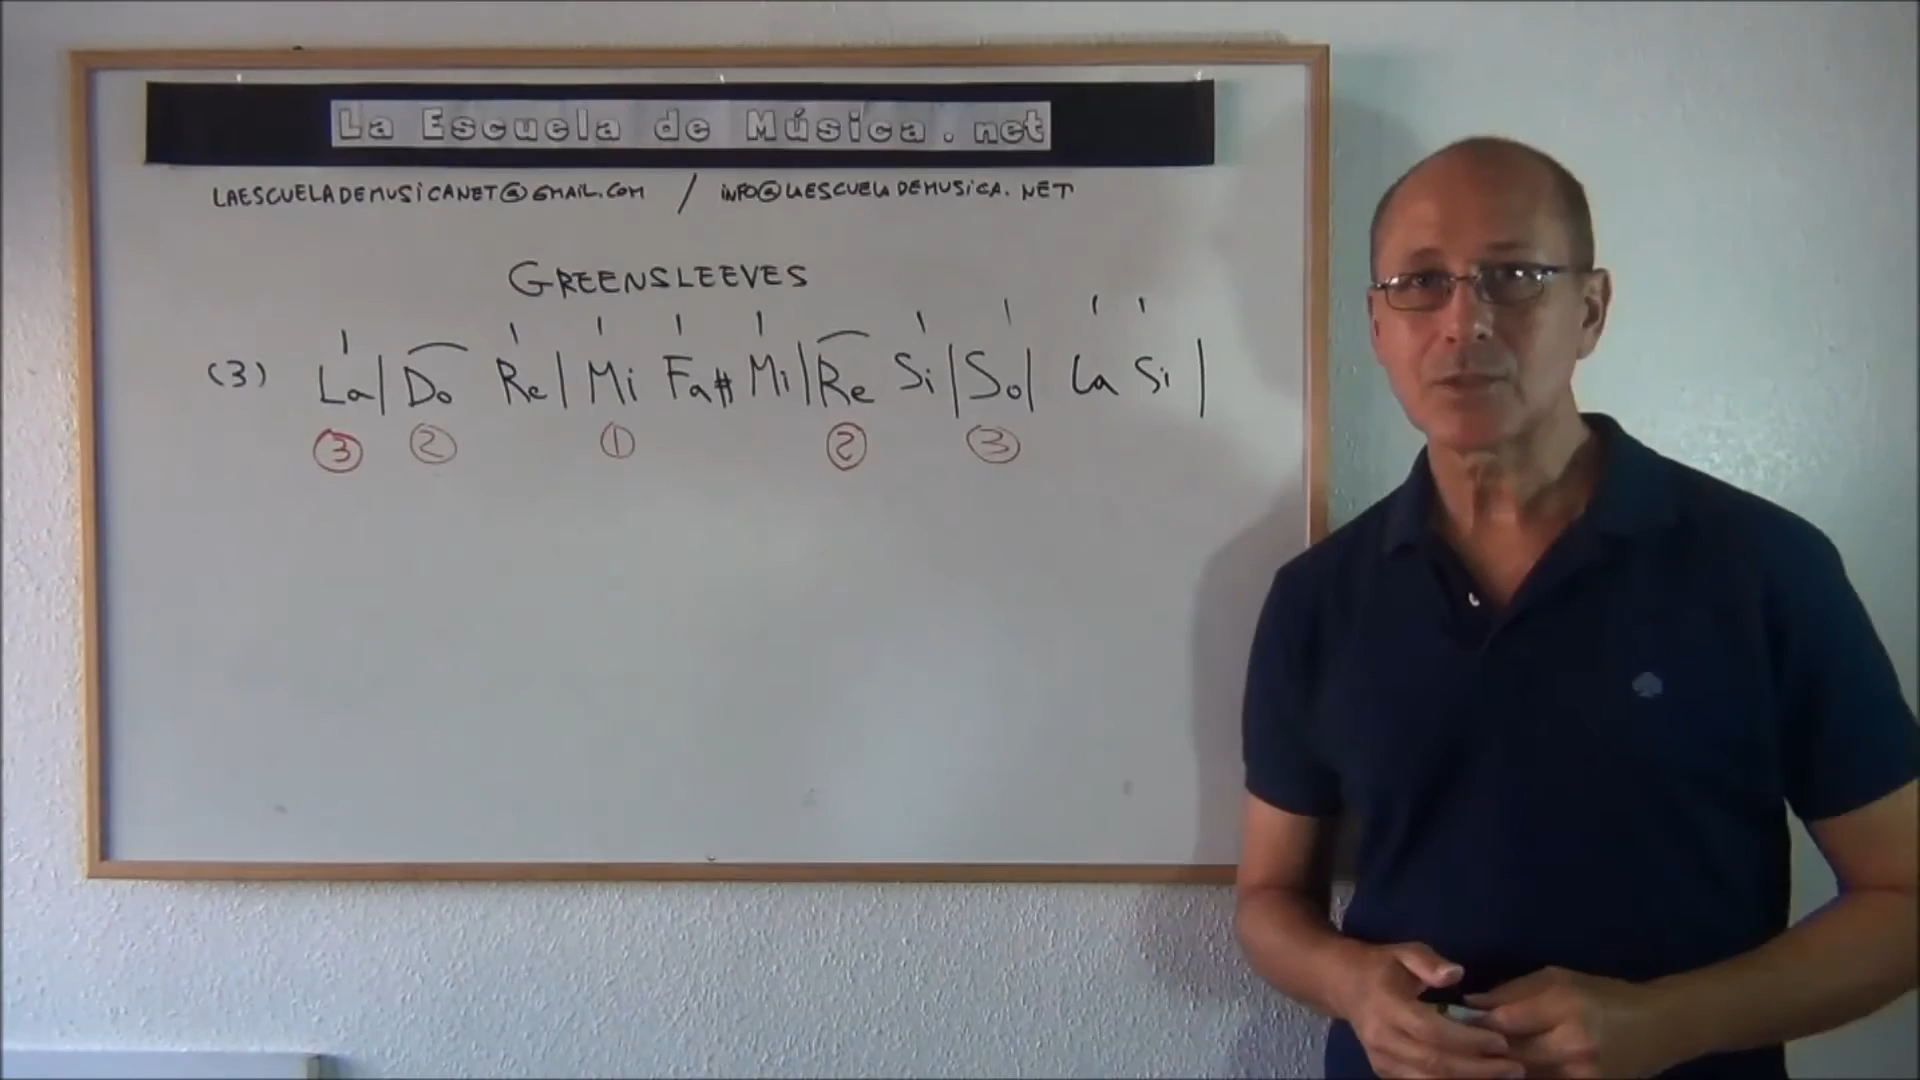 La Escuela de Música.net
LAESCUELADEMUSICANET@GMAIL.COM / INFO@LAESCUELADEMUSICA.NET
GREENSLEEVES
(3) La | Do Re | Mi Fa# Mi | Re Si | Sol La Si |
3 2 1 2 3